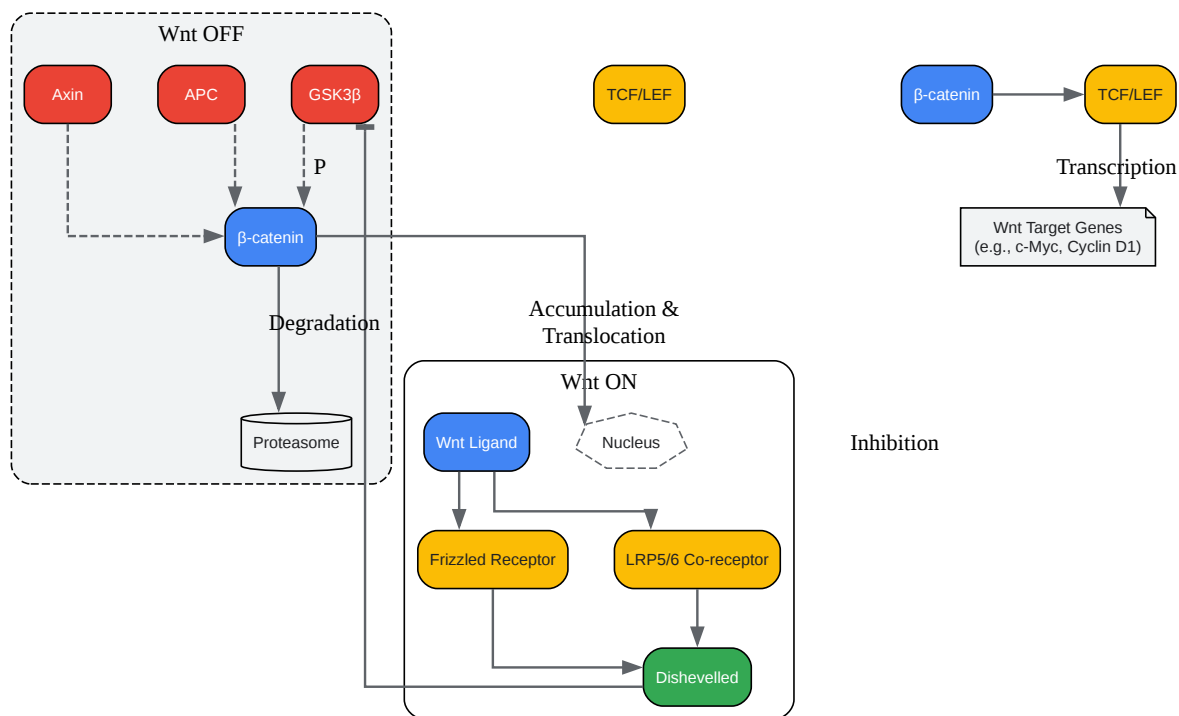 Wnt OFF
Axin
APC
GSK3β
TCF/LEF
β-catenin
TCF/LEF
P
Transcription
β-catenin
Wnt Target Genes
(e.g., c-Myc, Cyclin D1)
Degradation
Accumulation &
Translocation
Wnt ON
Proteasome
Wnt Ligand
Nucleus
Inhibition
Frizzled Receptor
LRP5/6 Co-receptor
Dishevelled